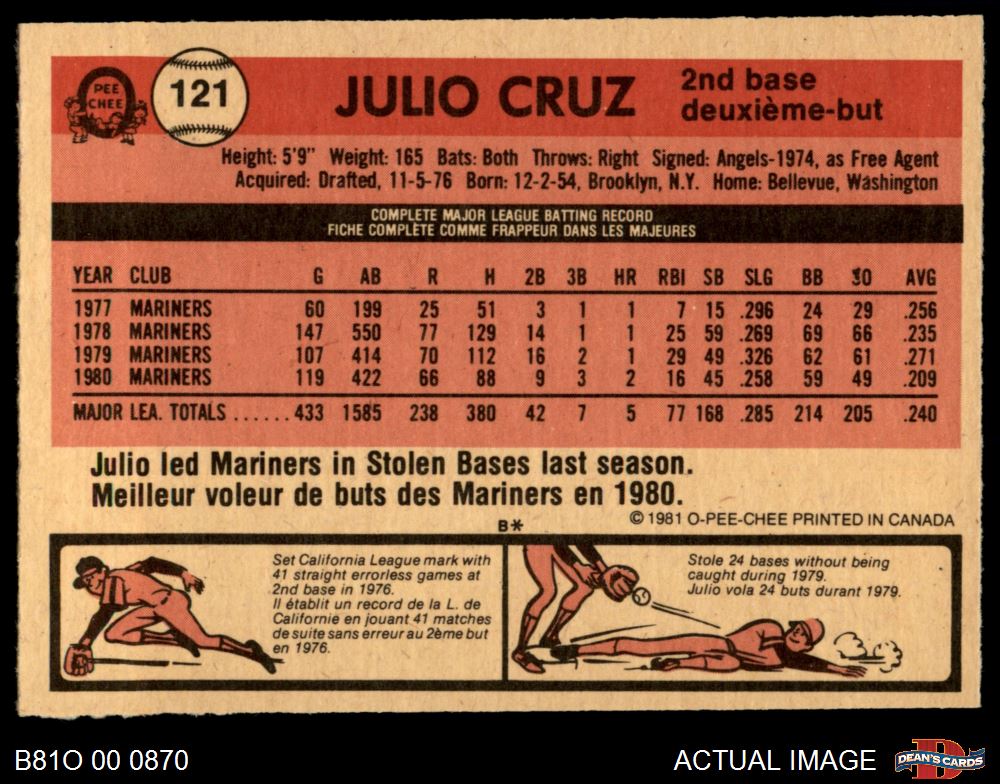 PEE
CHEE
121
JULIO CRUZ
2nd base
deuxième-but
Height: 5'9" Weight: 165 Bats: Both Throws: Right Signed: Angels-1974, as Free Agent
Acquired: Drafted, 11-5-76 Born: 12-2-54, Brooklyn, N.Y. Home: Bellevue, Washington
COMPLETE MAJOR LEAGUE BATTING RECORD
FICHE COMPLÈTE COMME FRAPPEUR DANS LES MAJEURES
YEAR CLUB G AB R H 2B 3B HR RBI SB SLG BB SO AVG
1977 MARINERS 60 199 25 51 3 1 1 7 15 .296 24 29 .256
1978 MARINERS 147 550 77 129 14 1 1 25 59 .269 69 66 .235
1979 MARINERS 107 414 70 112 16 2 1 29 49 .326 62 61 .271
1980 MARINERS 119 422 66 88 9 3 2 16 45 .258 59 49 .209
MAJOR LEA. TOTALS ......433 1585 238 380 42 7 5 77 168 .285 214 205 .240
Julio led Mariners in Stolen Bases last season.
Meilleur voleur de buts des Mariners en 1980.
© 1981 O-PEE-CHEE PRINTED IN CANADA
B*
Set California League mark with
41 straight errorless games at
2nd base in 1976.
Il établit un record de la L. de
Californie en jouant 41 matches
de suite sans erreur au 2ème but
en 1976.
Stole 24 bases without being
caught during 1979.
Julio vola 24 buts durant 1979.
B81O 00 0870
ACTUAL IMAGE
DEAN'S CARDS